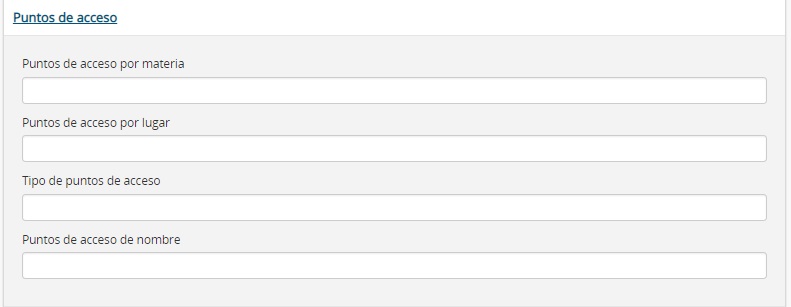 Puntos de acceso
Puntos de acceso por materia
Puntos de acceso por lugar
Tipo de puntos de acceso
Puntos de acceso de nombre